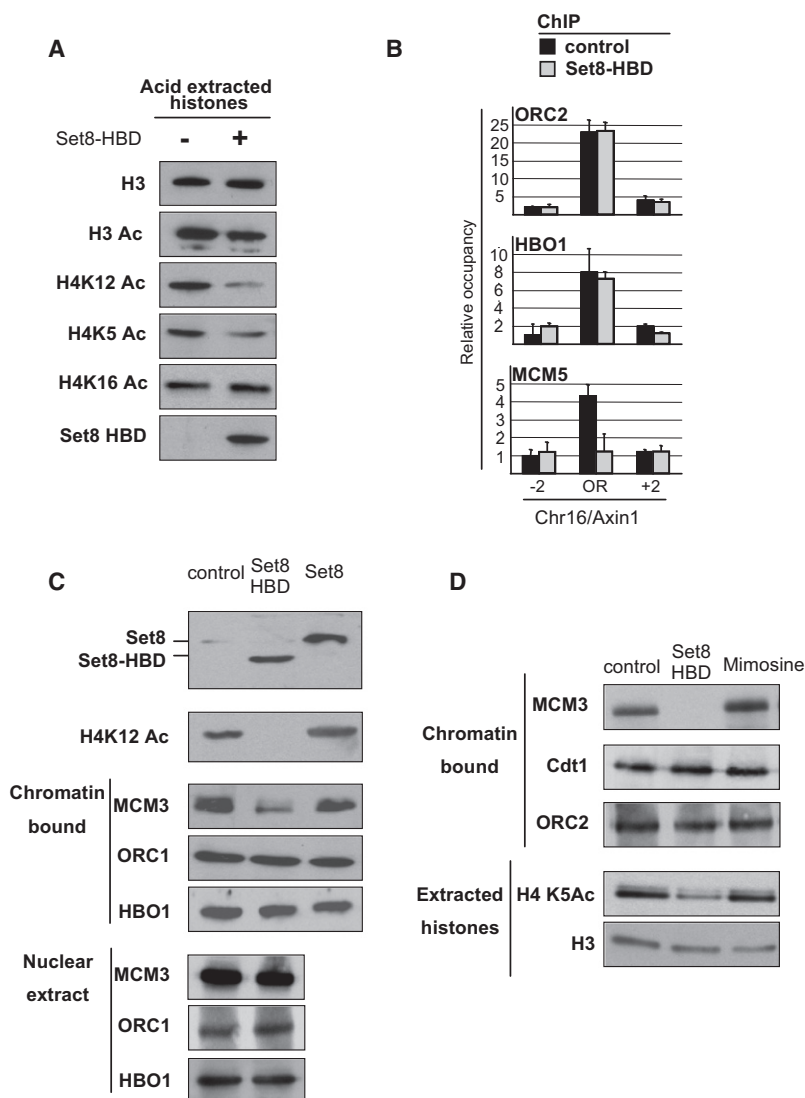 A
Acid extracted
histones
Set8-HBD - +
H3
H3 Ac
H4K12 Ac
H4K5 Ac
H4K16 Ac
Set8 HBD
B
ChIP
control
Set8-HBD
Relative occupancy
ORC2
25
20
15
10
5
HBO1
10
8
6
4
2
MCM5
5
4
3
2
1
-2 OR +2
Chr16/Axin1
C
control Set8 HBD Set8
Set8
Set8-HBD
H4K12 Ac
Chromatin
bound
MCM3
ORC1
HBO1
Nuclear
extract
MCM3
ORC1
HBO1
D
control Set8 HBD Mimosine
Chromatin
bound
MCM3
Cdt1
ORC2
Extracted
histones
H4 K5Ac
H3